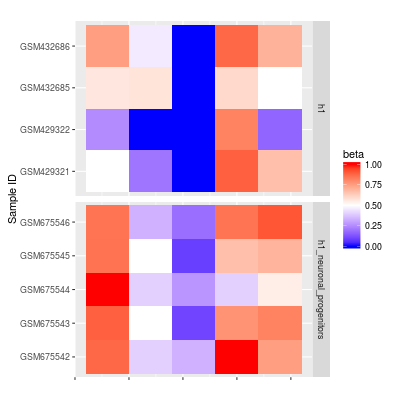 GSM432686
GSM432685
GSM429322
GSM429321
h1
GSM675546
GSM675545
GSM675544
GSM675543
GSM675542
h1_neuronal_progenitors
Sample ID
beta
1.00
0.75
0.50
0.25
0.00